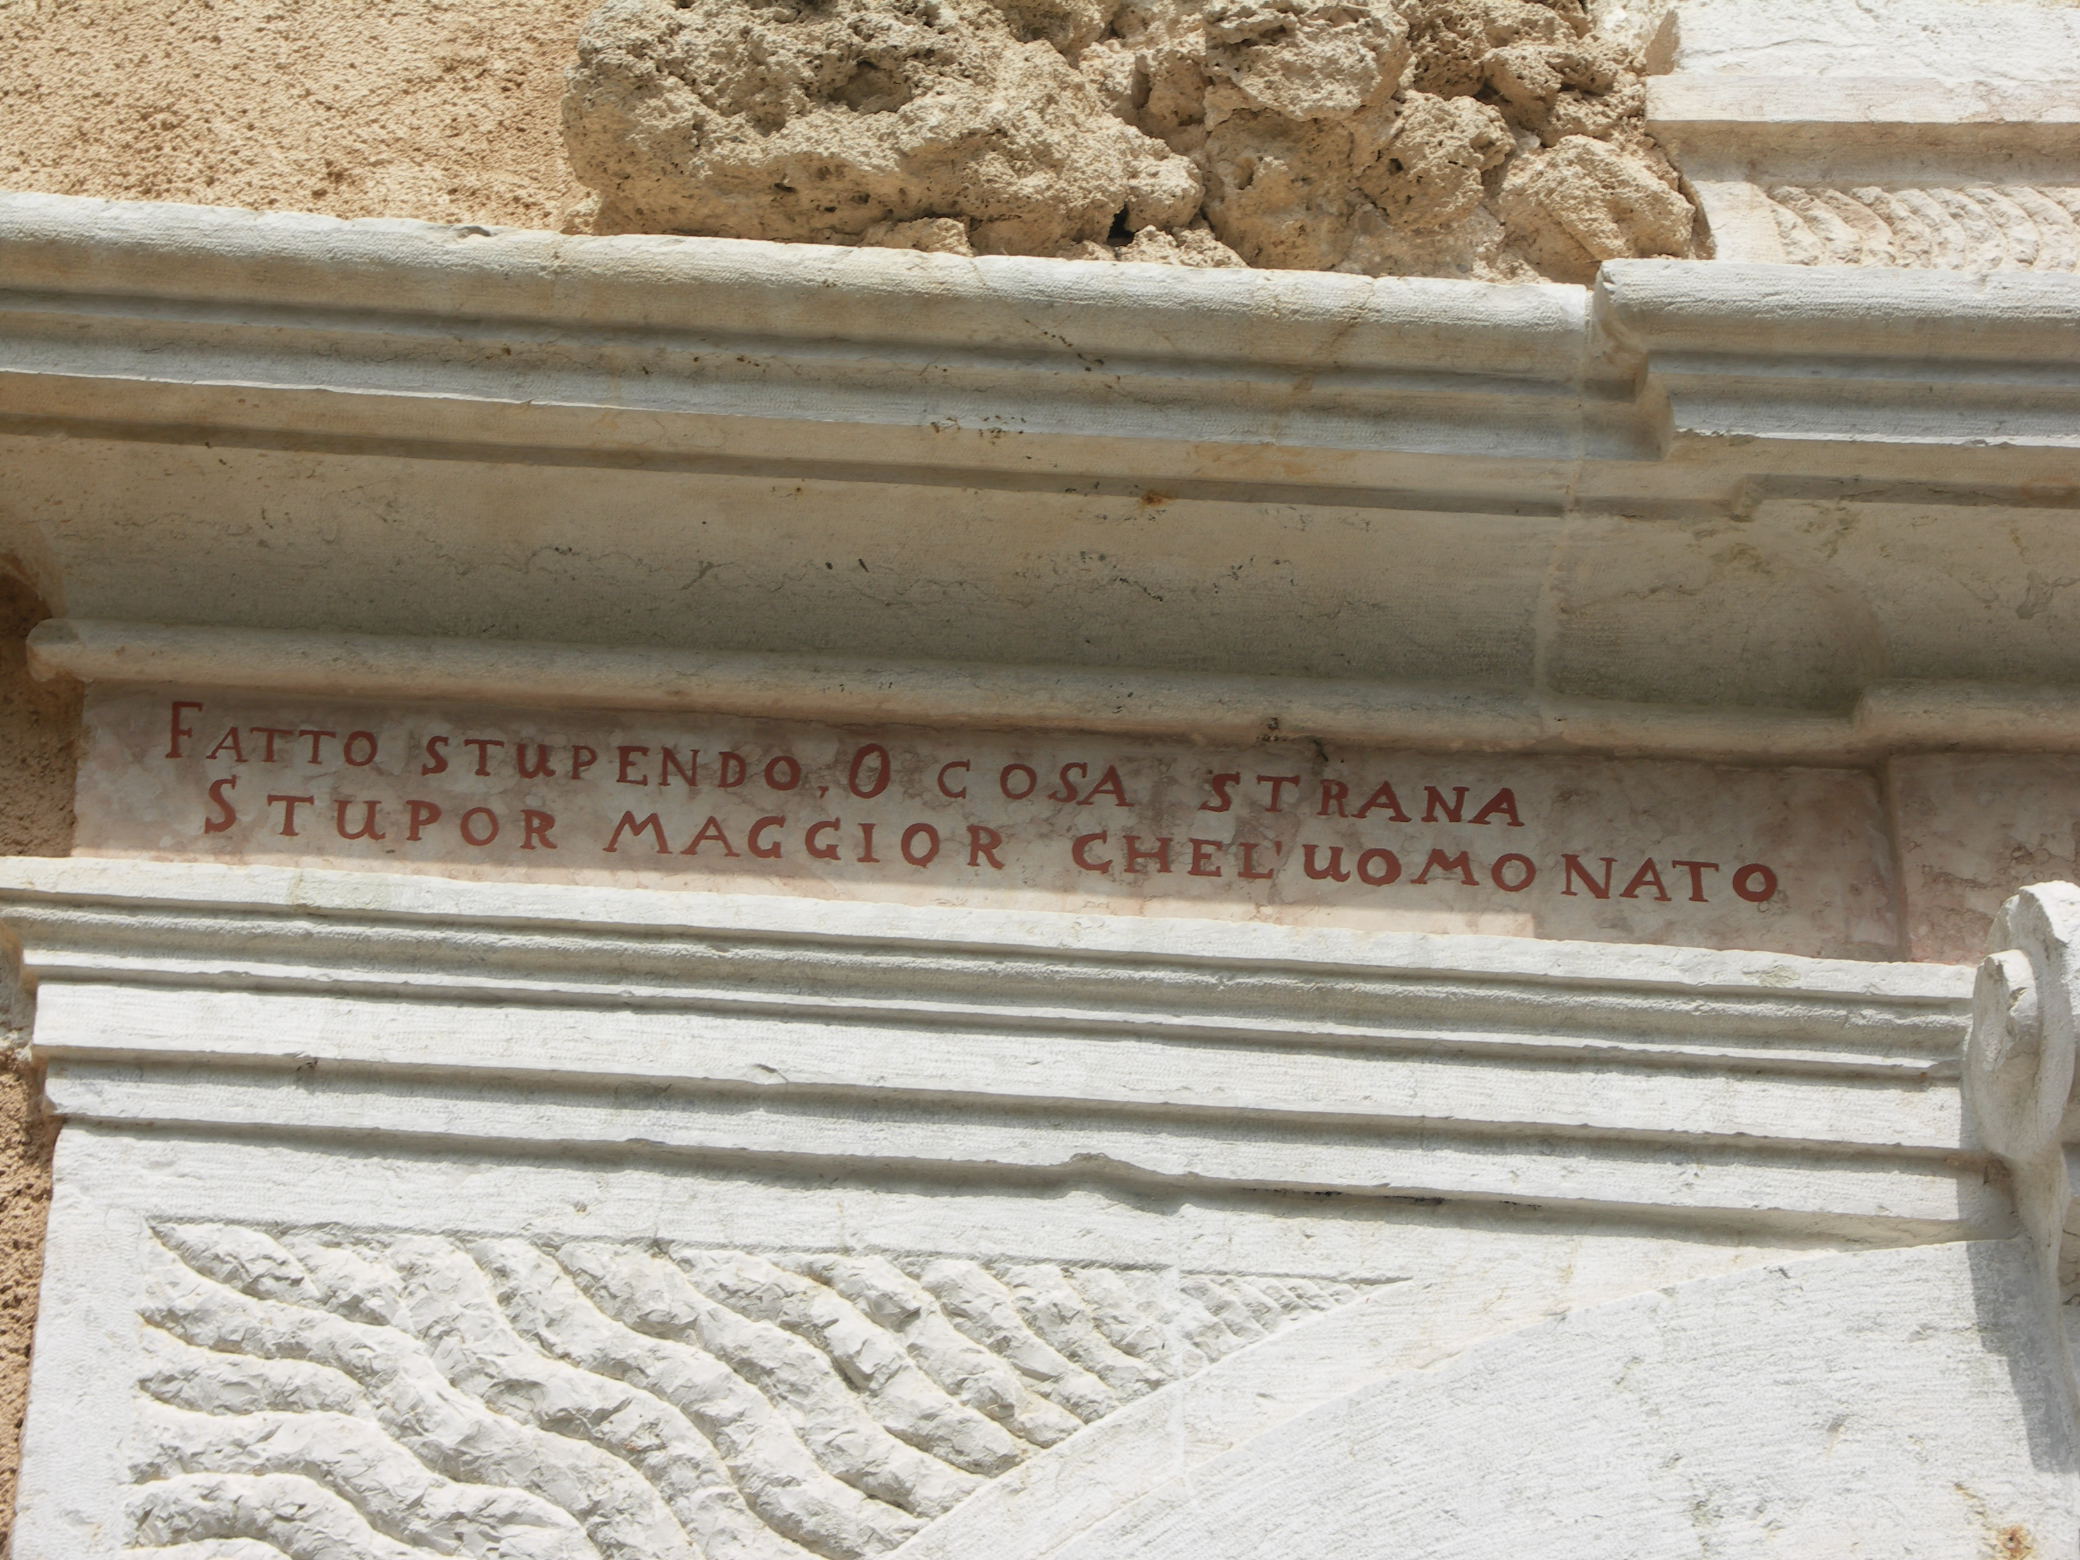 FATTO STUPENDO, O COSA STRANA
STUPOR MAGGIOR CHEL'UOMO NATO